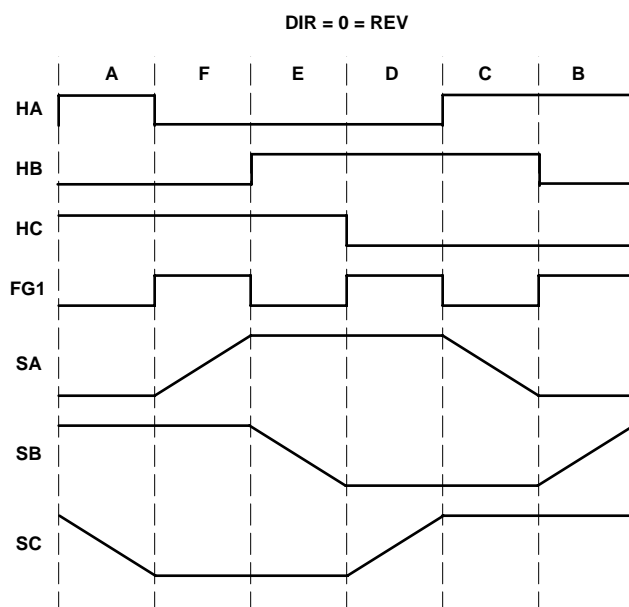 DIR = 0 = REV
A F E D C B
HA
HB
HC
FG1
SA
SB
SC